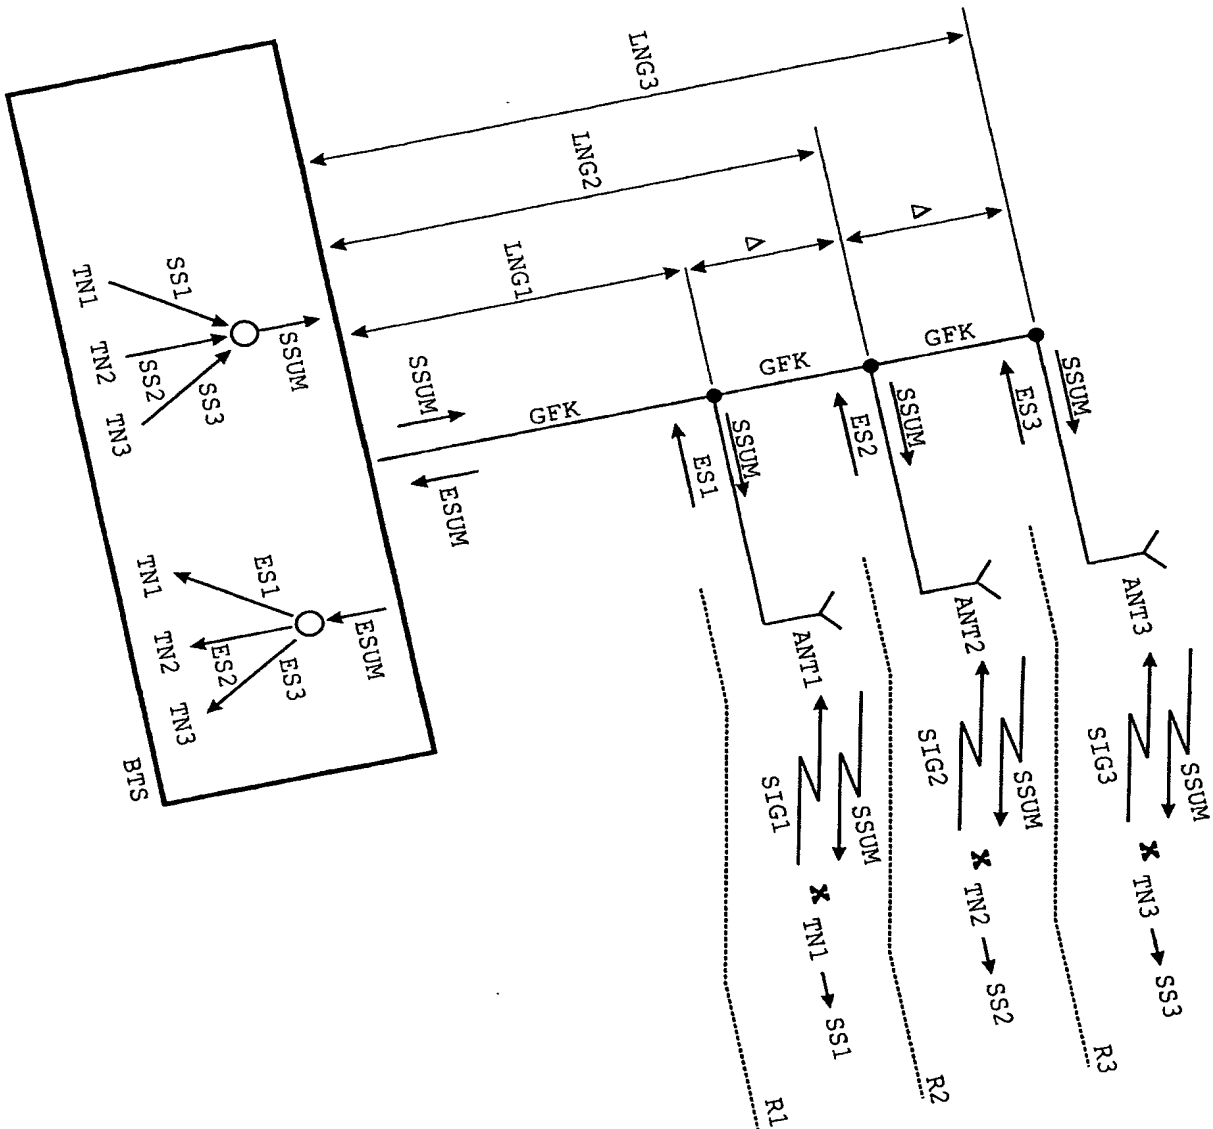 LNG3
LNG2
LNG1
Δ
Δ
GFK
GFK
GFK
SSUM
ES3
SSUM
ES2
SSUM
ES1
SSUM
ESUM
ANT3
ANT2
ANT1
SSUM
SIG3
SSUM
SIG2
SSUM
SIG1
TN3
SS3
TN2
SS2
TN1
SS1
R3
R2
R1
TN1
SS1
TN2
SS2
TN3
SS3
SSUM
TN1
ES1
TN2
ES2
TN3
ES3
ESUM
BTS